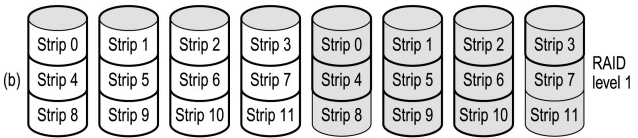 Strip 0 Strip 1 Strip 2 Strip 3 Strip 0 Strip 1 Strip 2 Strip 3
(b) Strip 4 Strip 5 Strip 6 Strip 7 Strip 4 Strip 5 Strip 6 Strip 7 RAID level 1
Strip 8 Strip 9 Strip 10 Strip 11 Strip 8 Strip 9 Strip 10 Strip 11